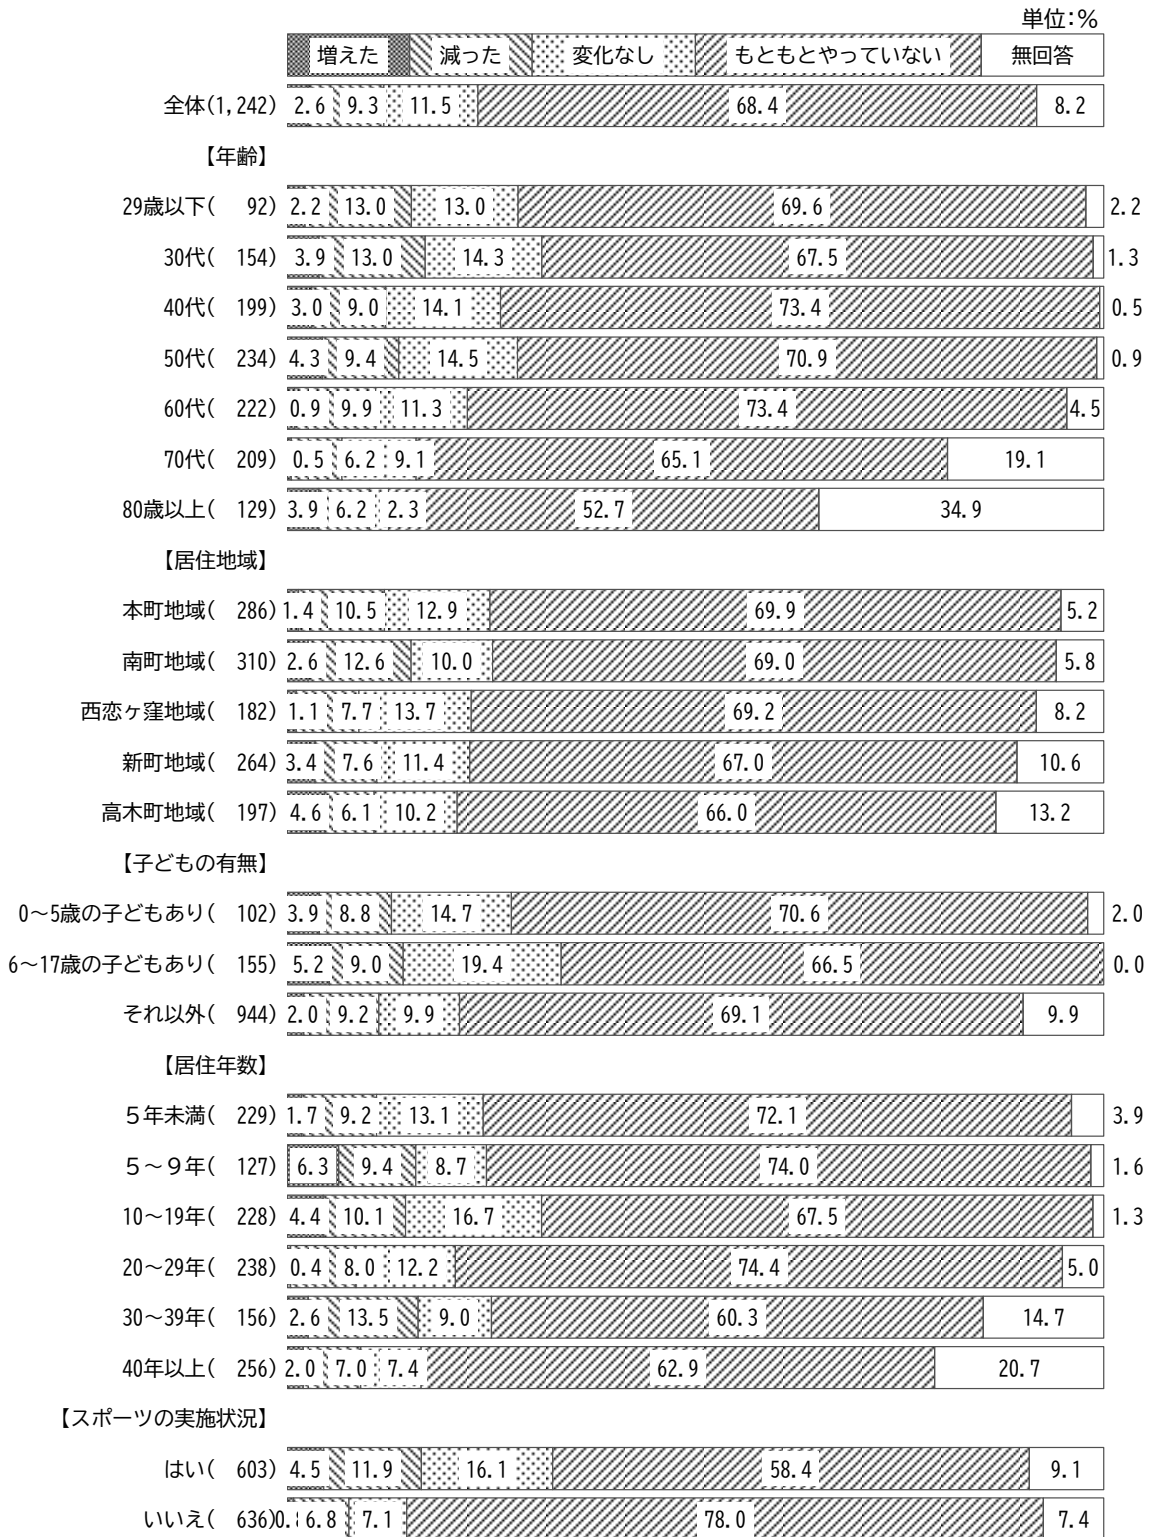 単位：％
増えた 減った 変化なし もともとやっていない 無回答
全体(1,242) 2.6 9.3 11.5 68.4 8.2
【年齢】
29歳以下( 92) 2.2 13.0 13.0 69.6 2.2
30代( 154) 3.9 13.0 14.3 67.5 1.3
40代( 199) 3.0 9.0 14.1 73.4 0.5
50代( 234) 4.3 9.4 14.5 70.9 0.9
60代( 222) 0.9 9.9 11.3 73.4 4.5
70代( 209) 0.5 6.2 9.1 65.1 19.1
80歳以上( 129) 3.9 6.2 2.3 52.7 34.9
【居住地域】
本町地域( 286) 1.4 10.5 12.9 69.9 5.2
南町地域( 310) 2.6 12.6 10.0 69.0 5.8
西恋ヶ窪地域( 182) 1.1 7.7 13.7 69.2 8.2
新町地域( 264) 3.4 7.6 11.4 67.0 10.6
高木町地域( 197) 4.6 6.1 10.2 66.0 13.2
【子どもの有無】
0～5歳の子どもあり( 102) 3.9 8.8 14.7 70.6 2.0
6～17歳の子どもあり( 155) 5.2 9.0 19.4 66.5 0.0
それ以外( 944) 2.0 9.2 9.9 69.1 9.9
【居住年数】
５年未満( 229) 1.7 9.2 13.1 72.1 3.9
５～９年( 127) 6.3 9.4 8.7 74.0 1.6
10～19年( 228) 4.4 10.1 16.7 67.5 1.3
20～29年( 238) 0.4 8.0 12.2 74.4 5.0
30～39年( 156) 2.6 13.5 9.0 60.3 14.7
40年以上( 256) 2.0 7.0 7.4 62.9 20.7
【スポーツの実施状況】
はい( 603) 4.5 11.9 16.1 58.4 9.1
いいえ( 636) 6.8 7.1 78.0 7.4